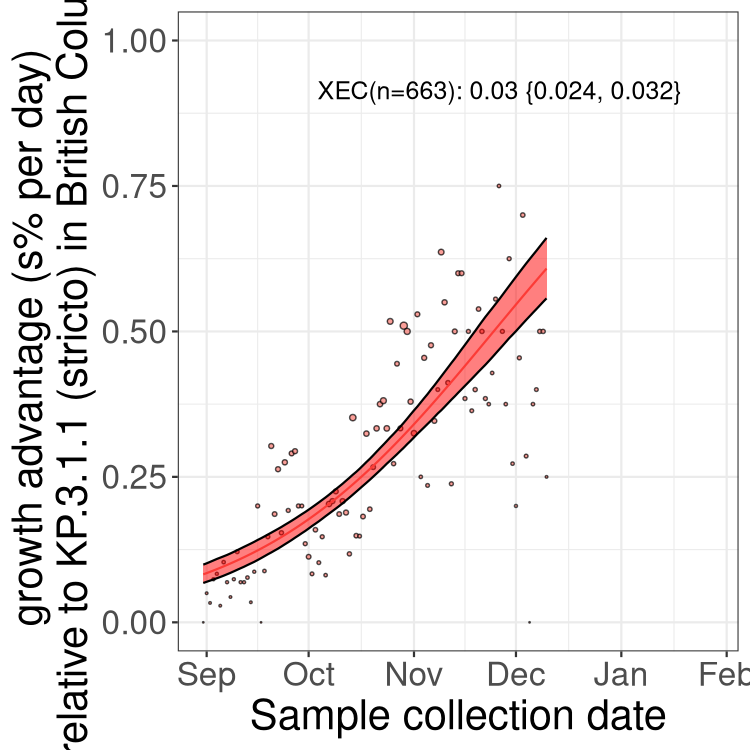 growth advantage (s% per day)
relative to KP.3.1.1 (stricto) in British Colu
1.00
0.75
0.50
0.25
0.00
XEC(n=663): 0.03 {0.024, 0.032}
Sep Oct Nov Dec Jan Feb
Sample collection date